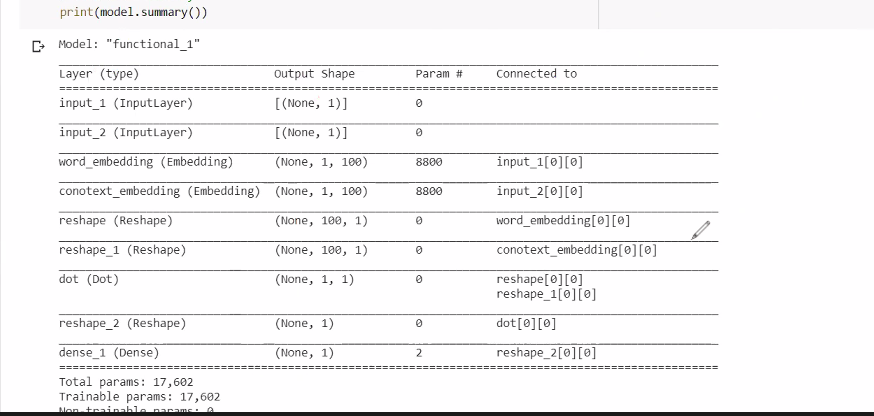 print(model.summary())
Model: "functional_1"
Layer (type) Output Shape Param # Connected to
input_1 (InputLayer) [(None, 1)] 0
input_2 (InputLayer) [(None, 1)] 0
word_embedding (Embedding) (None, 1, 100) 8800 input_1[0][0]
conotext_embedding (Embedding) (None, 1, 100) 8800 input_2[0][0]
reshape (Reshape) (None, 100, 1) 0 word_embedding[0][0]
reshape_1 (Reshape) (None, 100, 1) 0 conotext_embedding[0][0]
dot (Dot) (None, 1, 1) 0 reshape[0][0]
reshape_1[0][0]
reshape_2 (Reshape) (None, 1) 0 dot[0][0]
dense_1 (Dense) (None, 1) 2 reshape_2[0][0]
Total params: 17,602
Trainable params: 17,602
Non-trainable params: 0